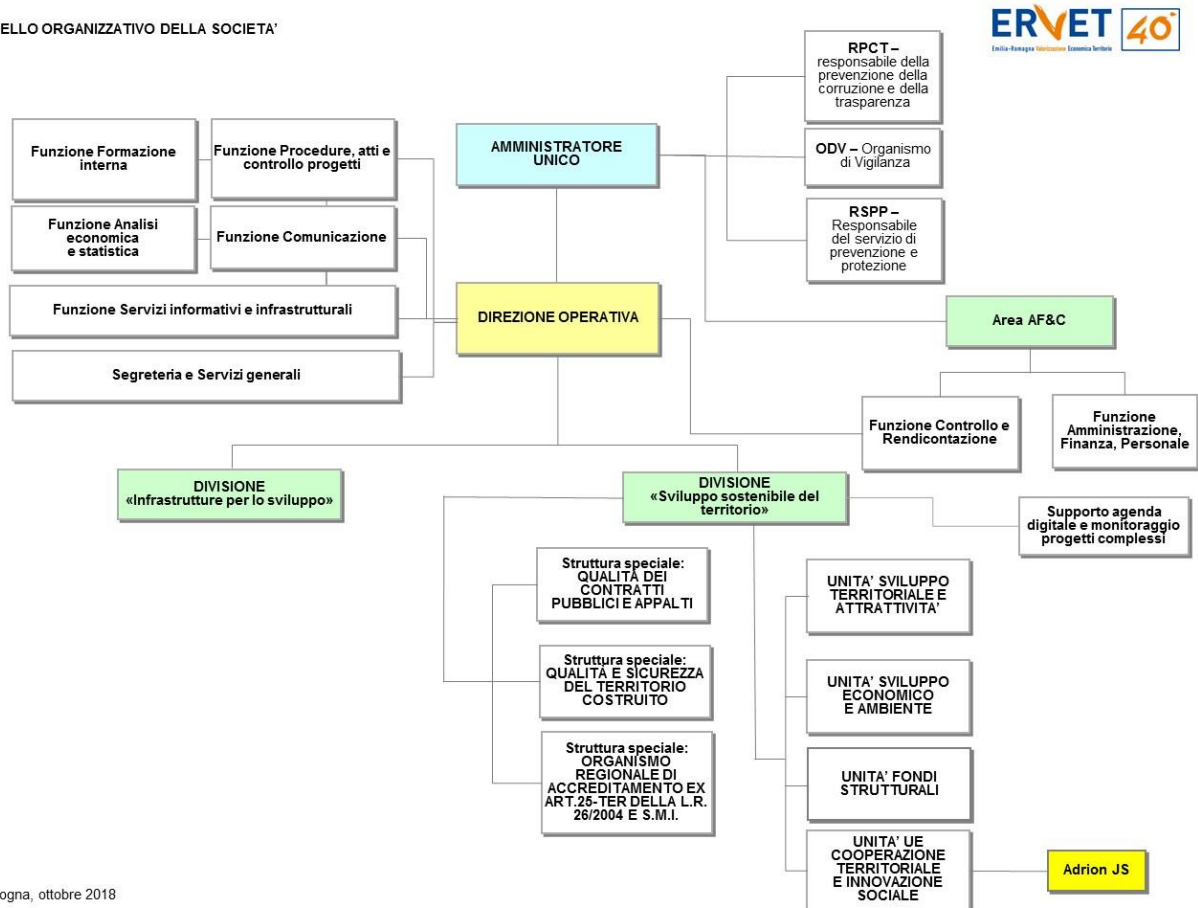 ELLO ORGANIZZATIVO DELLA SOCIETA'
ERVET 40°
Emilia-Romagna Valorizzazione Economica Territorio
RPCT –
responsabile della
prevenzione della
corruzione e della
trasparenza
ODV – Organismo
di Vigilanza
RSPP –
Responsabile
del servizio di
prevenzione e
protezione
AMMINISTRATORE
UNICO
Funzione Formazione
interna
Funzione Procedure, atti e
controllo progetti
Funzione Analisi
economica
e statistica
Funzione Comunicazione
Funzione Servizi informativi e infrastrutturali
Segreteria e Servizi generali
DIREZIONE OPERATIVA
Area AF&C
Funzione Controllo e
Rendicontazione
Funzione
Amministrazione,
Finanza, Personale
DIVISIONE
«Infrastrutture per lo sviluppo»
DIVISIONE
«Sviluppo sostenibile del
territorio»
Supporto agenda
digitale e monitoraggio
progetti complessi
Struttura speciale:
QUALITÀ DEI
CONTRATTI
PUBBLICI E APPALTI
Struttura speciale:
QUALITÀ E SICUREZZA
DEL TERRITORIO
COSTRUITO
Struttura speciale:
ORGANISMO
REGIONALE DI
ACCREDITAMENTO EX
ART.25-TER DELLA L.R.
26/2004 E S.M.I.
UNITA' SVILUPPO
TERRITORIALE E
ATTRATTIVITA'
UNITA' SVILUPPO
ECONOMICO
E AMBIENTE
UNITA' FONDI
STRUTTURALI
UNITA' UE
COOPERAZIONE
TERRITORIALE
E INNOVAZIONE
SOCIALE
Adrion JS
ogna, ottobre 2018